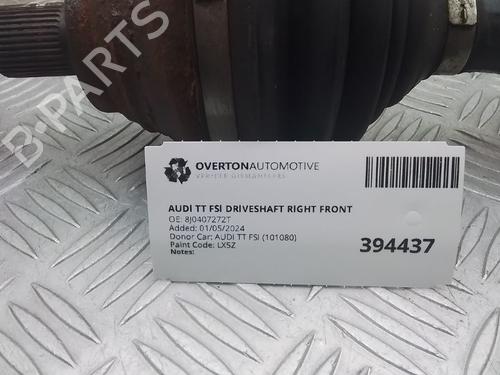 B-PARTS
OVERTONAUTOMOTIVE
VEHICLE DISMANTLERS
AUDI TT FSI DRIVESHAFT RIGHT FRONT
OE: 8J0407272T
Added: 01/05/2024
Donor Car: AUDI TT FSI (101080)
Paint Code: LX5Z
Notes:
394437